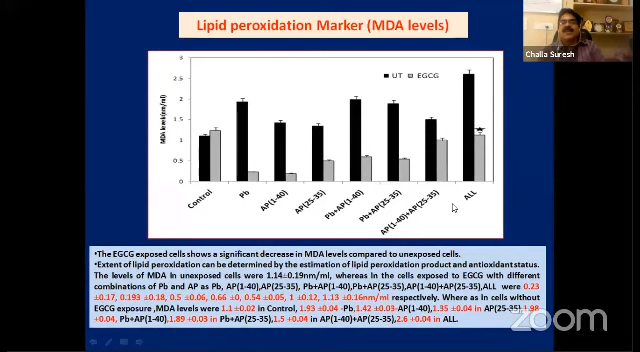 Lipid peroxidation Marker (MDA levels)
Challa Suresh
3
2.5
2
1.5
1
0.5
0
MDA levels(nm/ml)
UT EGCG
Control
Pb
AP(1-40)
AP(25-35)
Pb+AP(1-40)
Pb+AP(25-35)
AP(1-40)+AP(25-35)
ALL
•The EGCG exposed cells shows a significant decrease in MDA levels compared to unexposed cells.
•Extent of lipid peroxidation can be determined by the estimation of lipid peroxidation product and antioxidant status.
The levels of MDA in unexposed cells were 1.14±0.19nm/ml, whereas in the cells exposed to EGCG with different
combinations of Pb and AP as Pb, AP(1-40),AP(25-35), Pb+AP(1-40),Pb+AP(25-35),AP(1-40)+AP(25-35),ALL were 0.23
±0.17, 0.193±0.18, 0.5±0.06, 0.66±0, 0.54±0.05, 1±0.12, 1.13±0.16nm/ml respectively. Where as in cells without
EGCG exposure ,MDA levels were 1.1±0.02 in Control, 1.93±0.04 -Pb,1.42±0.03-AP(1-40),1.35±0.04 in AP(25-35),1.98
±0.04, Pb+AP(1-40),1.89±0.03 in Pb+AP(25-35),1.5±0.04 in AP(1-40)+AP(25-35),2.6±0.04 in ALL.
zoom